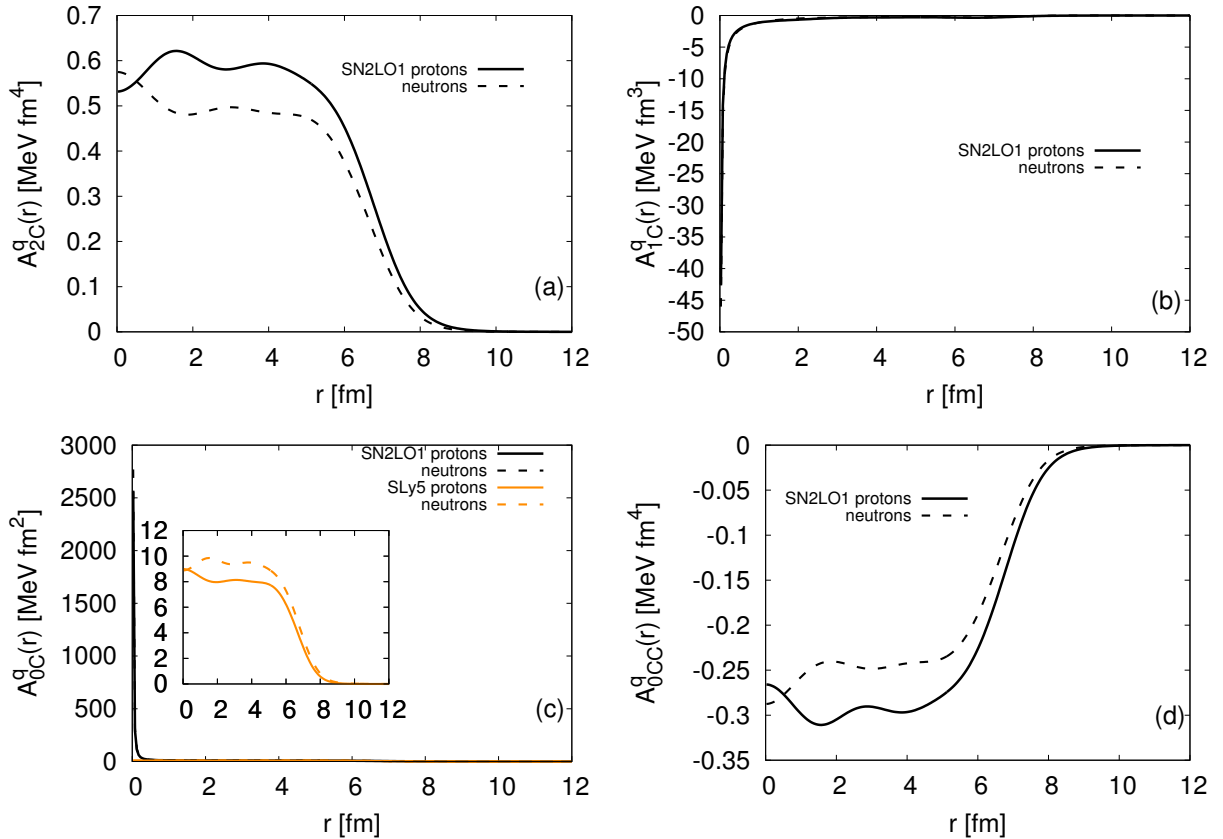 0.7
0.6
0.5
0.4
0.3
0.2
0.1
0
A^q_2C(r) [MeV fm^4]
SN2LO1 protons
neutrons
(a)
0 2 4 6 8 10 12
r [fm]
0
-5
-10
-15
-20
-25
-30
-35
-40
-45
-50
A^q_1C(r) [MeV fm^3]
SN2LO1 protons
neutrons
(b)
0 2 4 6 8 10 12
r [fm]
3000
2500
2000
1500
1000
500
0
A^q_0C(r) [MeV fm^2]
SN2LO1 protons
neutrons
SLy5 protons
neutrons
12
10
8
6
4
2
0
0 2 4 6 8 10 12
(c)
0 2 4 6 8 10 12
r [fm]
0
-0.05
-0.1
-0.15
-0.2
-0.25
-0.3
-0.35
A^q_0CC(r) [MeV fm^4]
SN2LO1 protons
neutrons
(d)
0 2 4 6 8 10 12
r [fm]